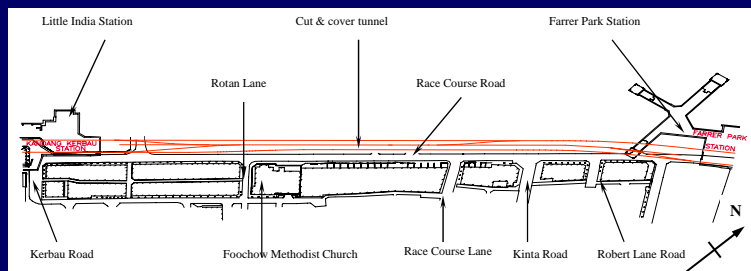 Little India Station
Cut & cover tunnel
Farrer Park Station
Rotan Lane
Race Course Road
KANDANG KERBAU
STATION
FARRER PARK
STATION
Kerbau Road
Foochow Methodist Church
Race Course Lane
Kinta Road
Robert Lane Road
N